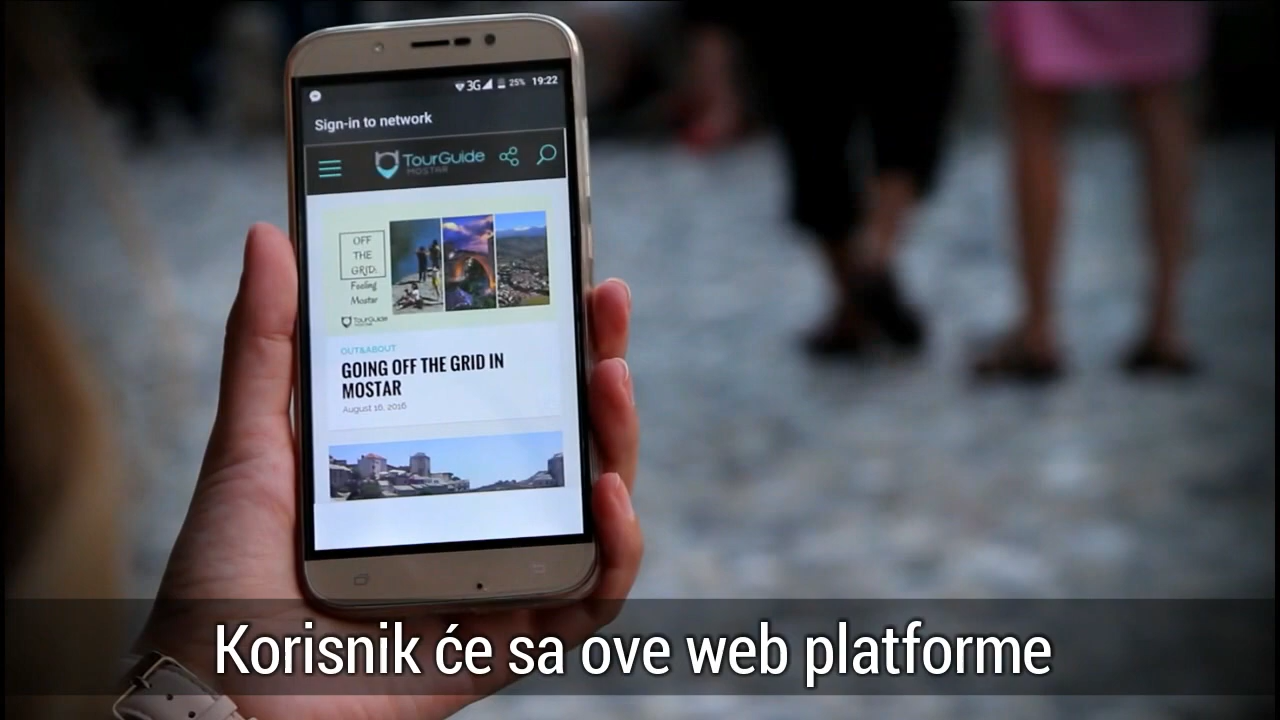 3G 25% 19:22
Sign-in to network
TourGuide
MOSTAR
OFF
THE
GRID:
Feeling
Mostar
TourGuide
OUT&ABOUT
GOING OFF THE GRID IN
MOSTAR
August 16, 2016
Korisnik će sa ove web platforme